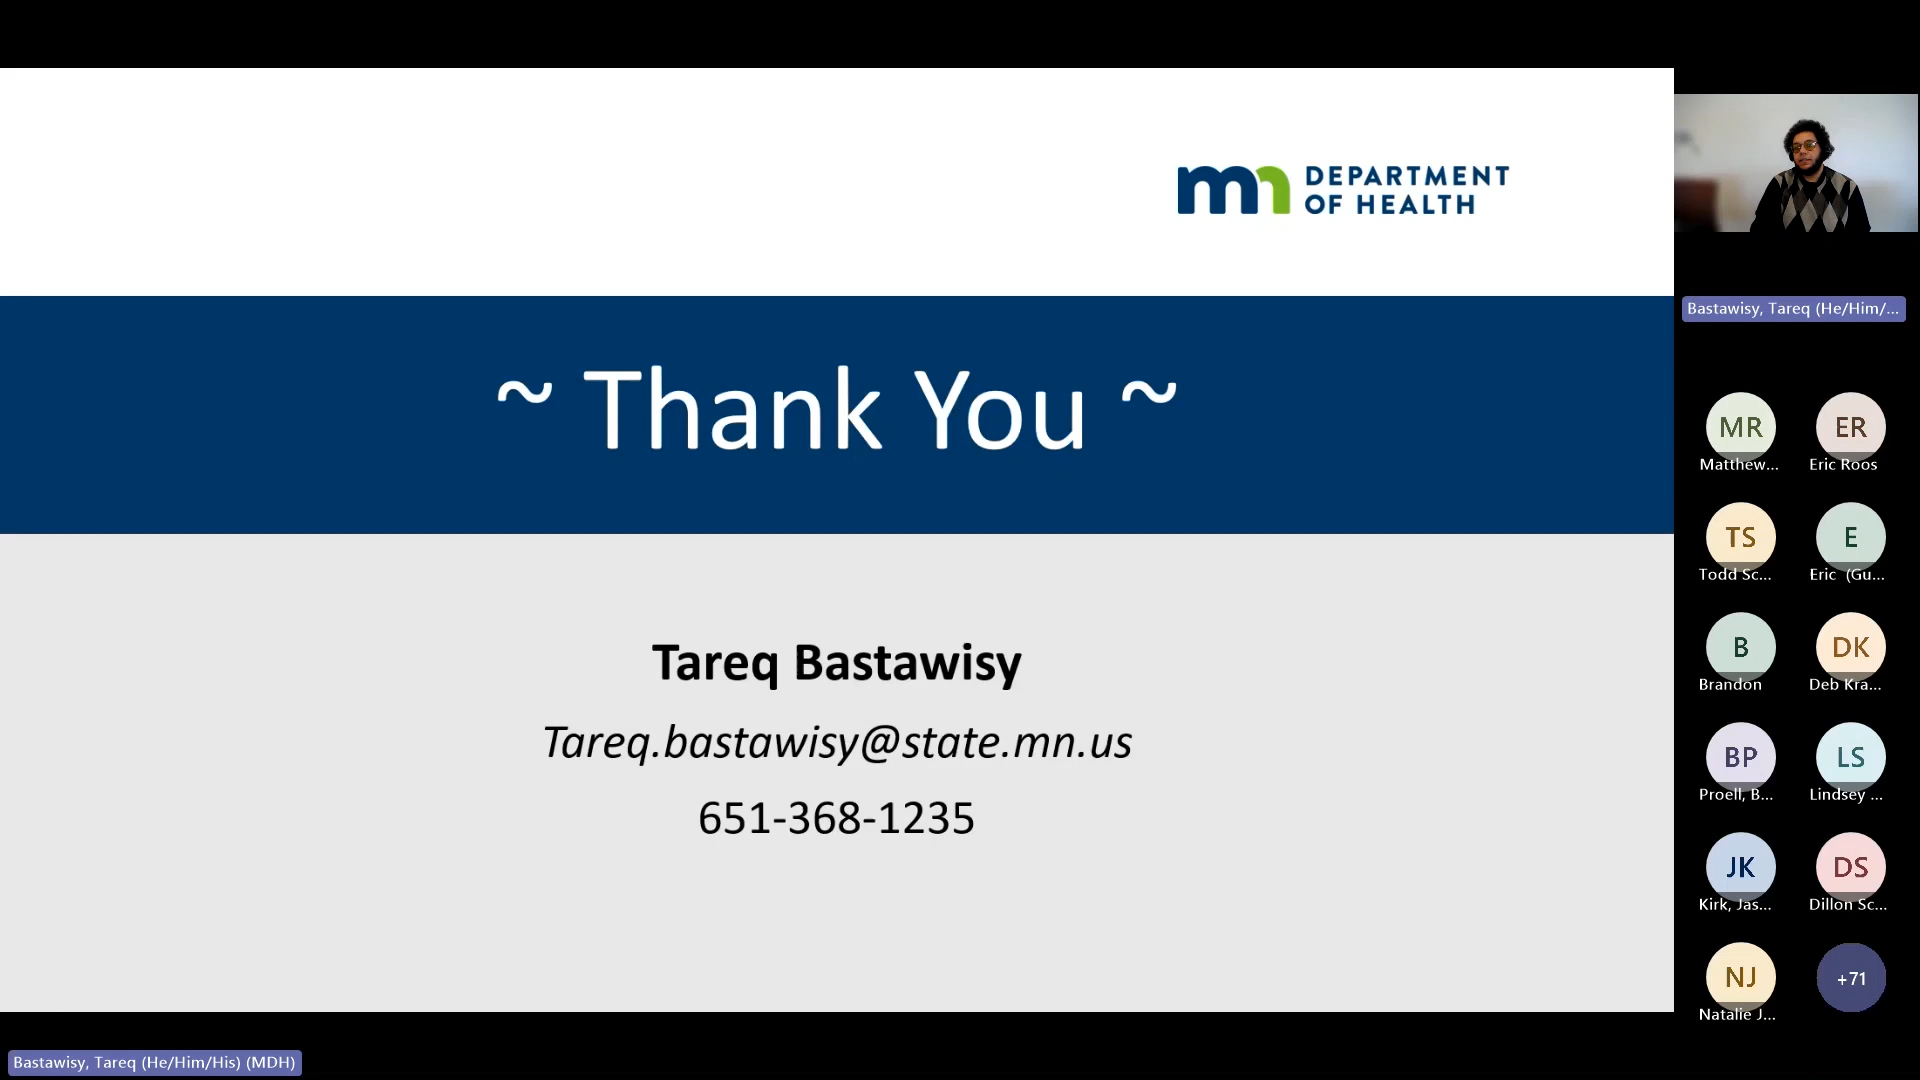 mn DEPARTMENT
OF HEALTH
~ Thank You ~
Tareq Bastawisy
Tareq.bastawisy@state.mn.us
651-368-1235
Bastawisy, Tareq (He/Him/...
MR
Matthew...
ER
Eric Roos
TS
Todd Sc...
E
Eric (Gu...
B
Brandon
DK
Deb Kra...
BP
Proell, B...
LS
Lindsey ...
JK
Kirk, Jas...
DS
Dillon Sc...
NJ
Natalie J...
+71
Bastawisy, Tareq (He/Him/His) (MDH)